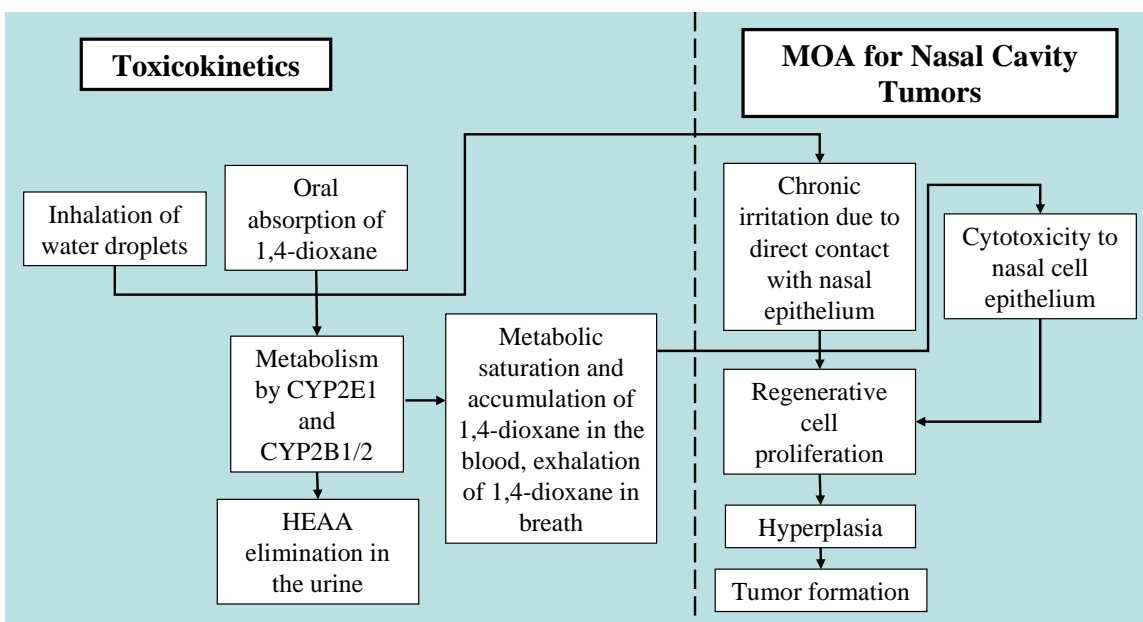 Toxicokinetics
MOA for Nasal Cavity
Tumors
Inhalation of
water droplets
Oral
absorption of
1,4-dioxane
Chronic
irritation due to
direct contact
with nasal
epithelium
Cytotoxicity to
nasal cell
epithelium
Metabolism
by CYP2E1
and
CYP2B1/2
Metabolic
saturation and
accumulation of
1,4-dioxane in the
blood, exhalation
of 1,4-dioxane in
breath
Regenerative
cell
proliferation
HEAA
elimination in
the urine
Hyperplasia
Tumor formation